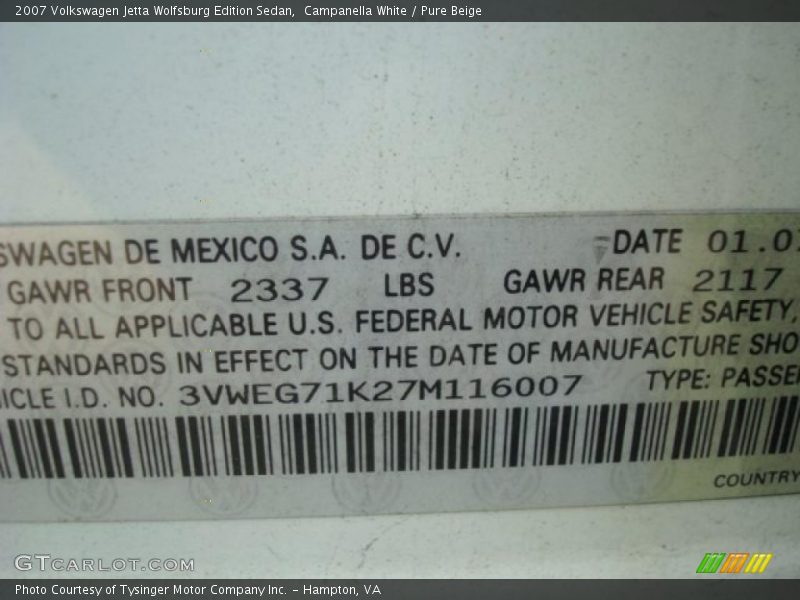 2007 Volkswagen Jetta Wolfsburg Edition Sedan,  Campanella White / Pure Beige
SWAGEN DE MEXICO S.A. DE C.V. DATE 01.07
GAWR FRONT 2337 LBS GAWR REAR 2117
TO ALL APPLICABLE U.S. FEDERAL MOTOR VEHICLE SAFETY,
STANDARDS IN EFFECT ON THE DATE OF MANUFACTURE SHO
ICLE I.D. NO. 3VWEG71K27M116007 TYPE: PASSE
COUNTRY
GTCARLOT.COM
Photo Courtesy of Tysinger Motor Company Inc. - Hampton, VA